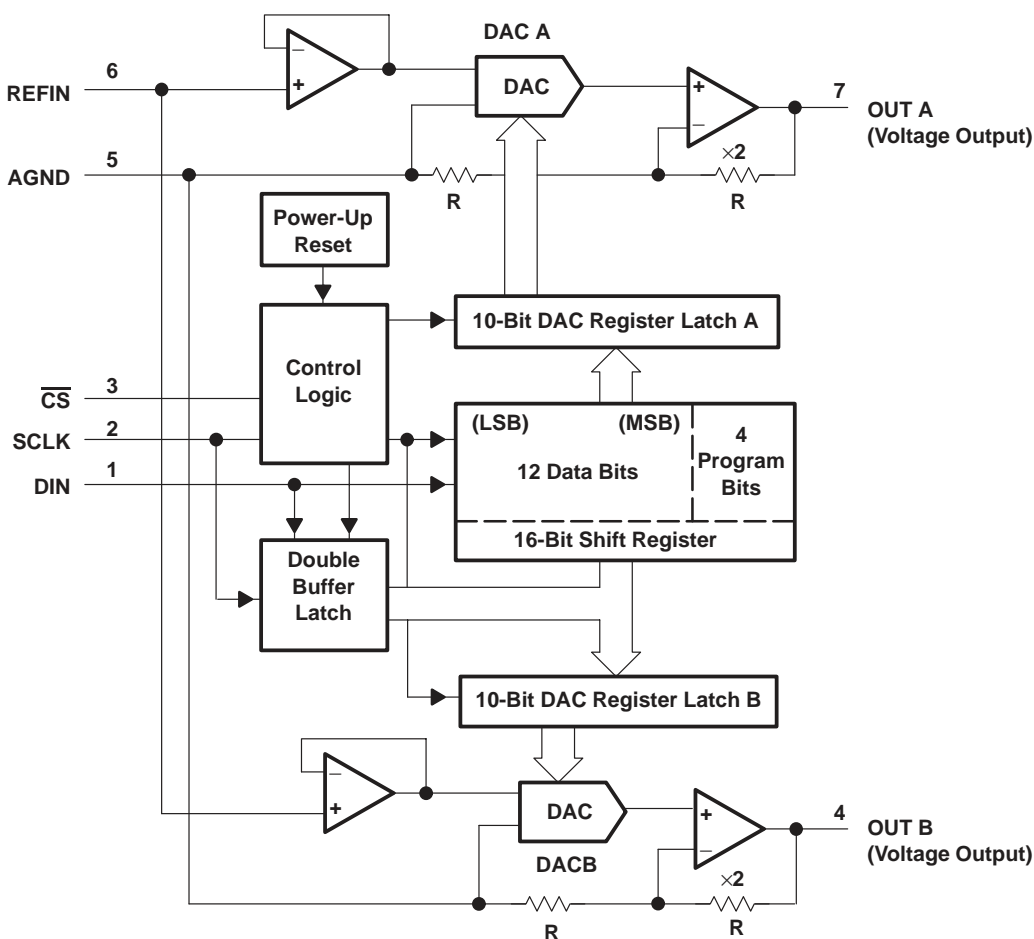 DAC A
6
REFIN
−
+
DAC
+
−
7
OUT A
(Voltage Output)
5
AGND
R
×2
R
Power-Up
Reset
10-Bit DAC Register Latch A
Control
Logic
3
CS
2
SCLK
1
DIN
(LSB)
(MSB)
12 Data Bits
4
Program
Bits
16-Bit Shift Register
Double
Buffer
Latch
10-Bit DAC Register Latch B
−
+
DAC
DACB
+
−
4
OUT B
(Voltage Output)
R
×2
R